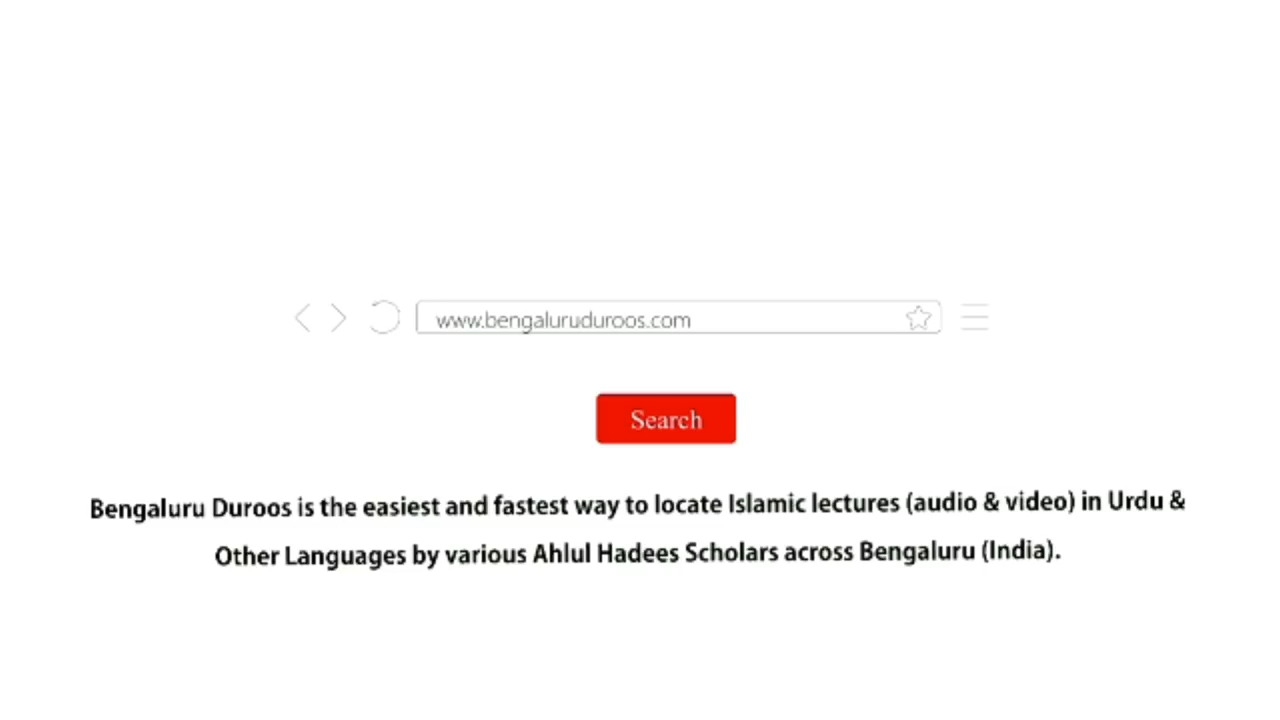 www.bengaluruduroos.com
Search
Bengaluru Duroos is the easiest and fastest way to locate Islamic lectures (audio & video) in Urdu &
Other Languages by various Ahlul Hadees Scholars across Bengaluru (India).